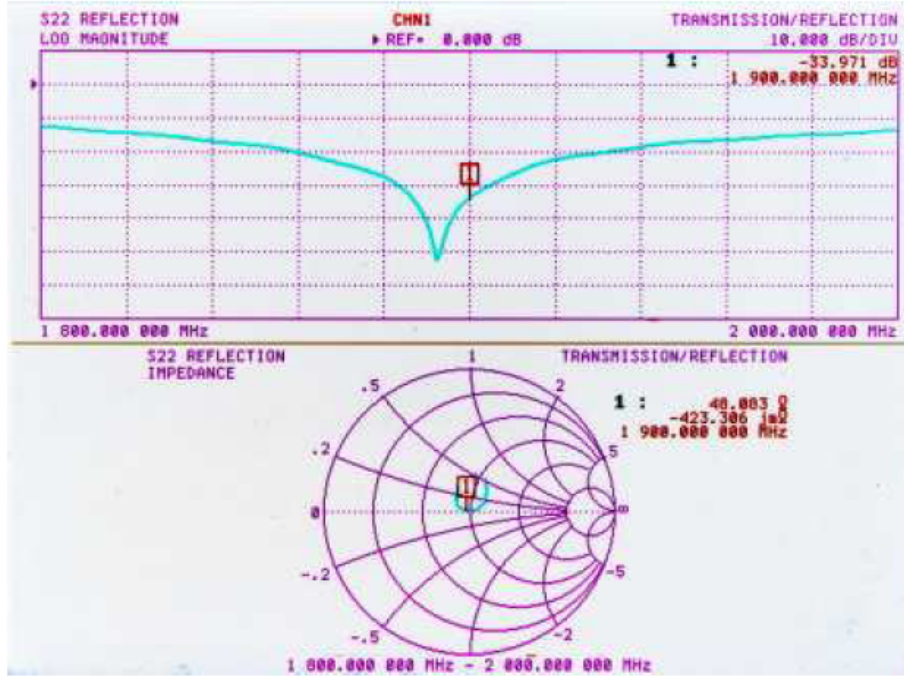 S22 REFLECTION CHN1 TRANSMISSION/REFLECTION
LOG MAGNITUDE ▶REF= 0.000 dB 10.000 dB/DIV
1 : -33.971 dB
1 900.000 000 MHz
1 800.000 000 MHz 2 000.000 000 MHz
S22 REFLECTION 1 TRANSMISSION/REFLECTION
IMPEDANCE
.5 2
1 : 48.083 Ω
-423.306 jmΩ
1 900.000 000 MHz
.2 5
1
1
0 ∞
-.2 -5
-.5 -2
1 800.000 000 MHz - 2 000.000 000 MHz